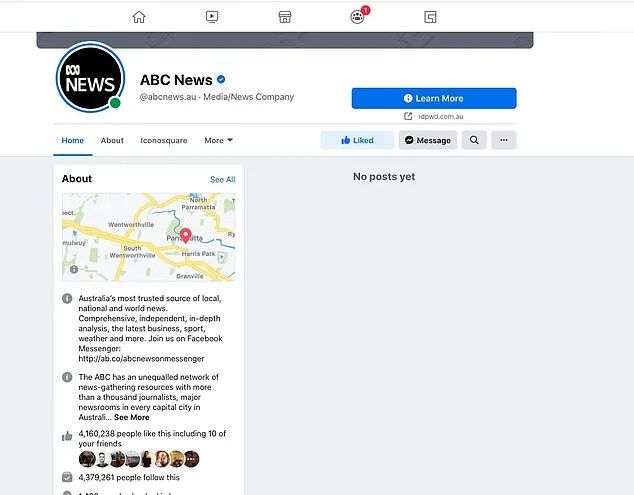 1
NEWS
ABC News
@abcnews.au · Media/News Company
Learn More
idpwd.com.au
Home
About
Iconosquare
More
Liked
Message
About
See All
No posts yet
North
Parramatta
Wentworthville
Parramatta
South
Wentworthville
Harris Park
Granville
Australia's most trusted source of local,
national and world news.
Comprehensive, independent, in-depth
analysis, the latest business, sport,
weather and more. Join us on Facebook
Messenger:
http://ab.co/abcnewsonmessenger
The ABC has an unequalled network of
news-gathering resources with more
than a thousand journalists, major
newsrooms in every capital city in
Australi... See More
4,160,238 people like this including 10 of
your friends
4,379,261 people follow this